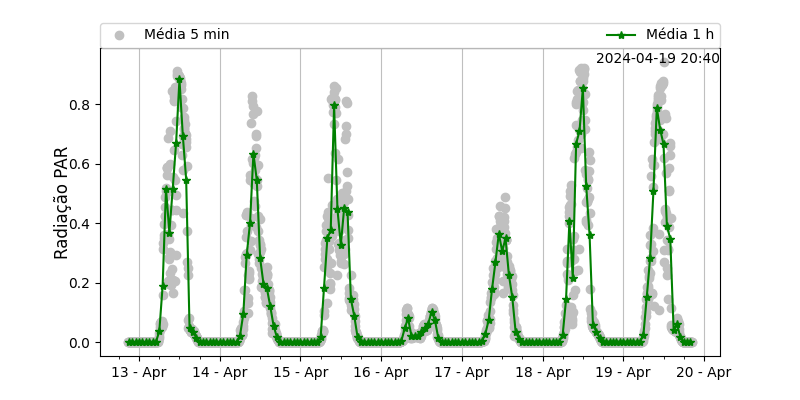 Média 5 min
Média 1 h
2024-04-19 20:40
Radiação PAR
0.8
0.6
0.4
0.2
0.0
13 - Apr
14 - Apr
15 - Apr
16 - Apr
17 - Apr
18 - Apr
19 - Apr
20 - Apr